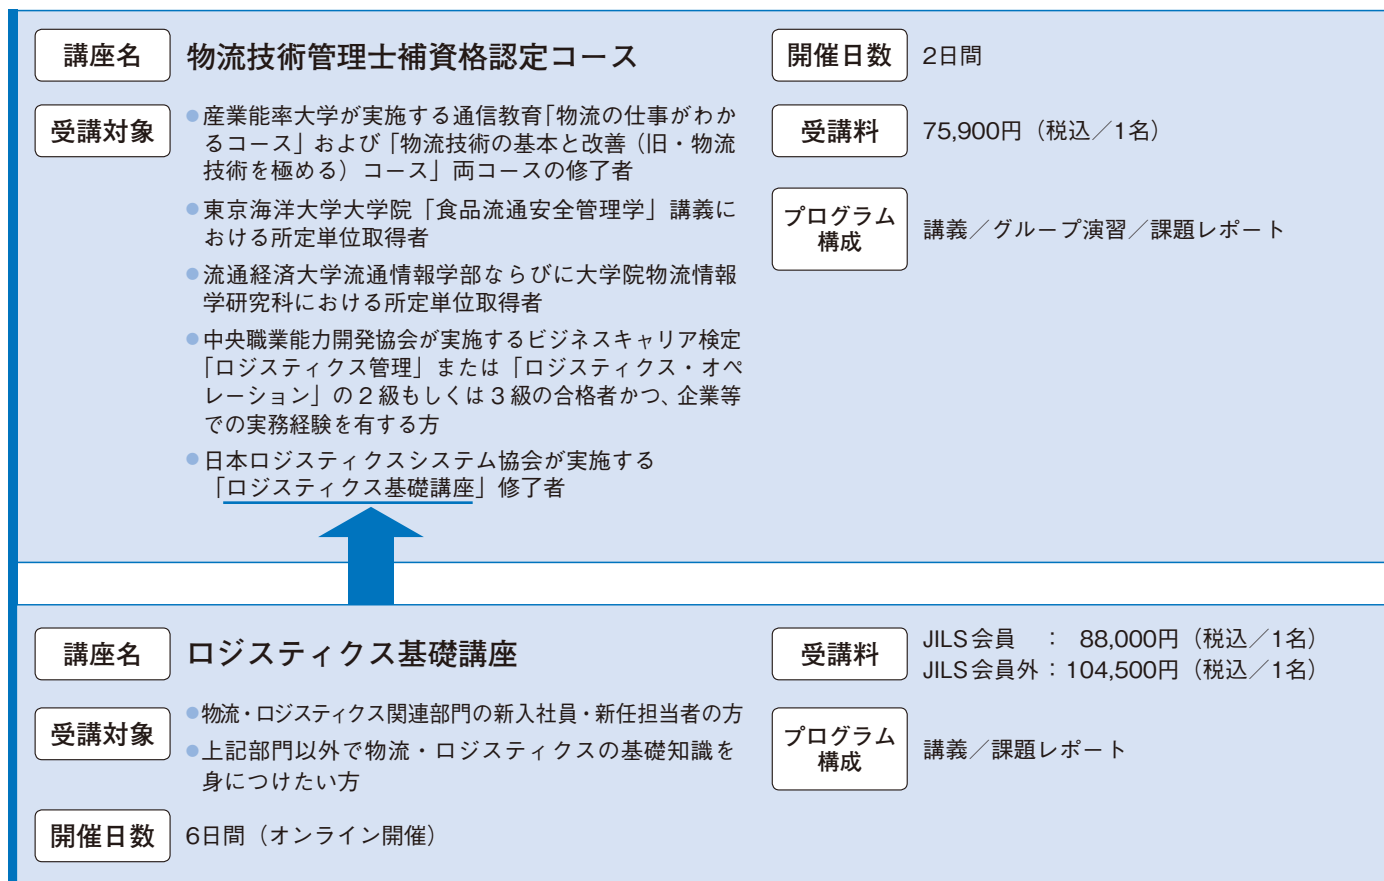 講座名
物流技術管理士補資格認定コース
受講対象
●産業能率大学が実施する通信教育「物流の仕事がわか
るコース」および「物流技術の基本と改善（旧・物流
技術を極める）コース」両コースの修了者
●東京海洋大学大学院「食品流通安全管理学」講義に
おける所定単位取得者
●流通経済大学流通情報学部ならびに大学院物流情報
学研究科における所定単位取得者
●中央職業能力開発協会が実施するビジネスキャリア検定
「ロジスティクス管理」または「ロジスティクス・オペ
レーション」の２級もしくは３級の合格者かつ、企業等
での実務経験を有する方
●日本ロジスティクスシステム協会が実施する
「ロジスティクス基礎講座」修了者
開催日数
2日間
受講料
75,900円（税込／1名）
プログラム
構成
講義／グループ演習／課題レポート
講座名
ロジスティクス基礎講座
受講対象
●物流・ロジスティクス関連部門の新入社員・新任担当者の方
●上記部門以外で物流・ロジスティクスの基礎知識を
身につけたい方
開催日数
6日間（オンライン開催）
受講料
JILS会員　：　88,000円（税込／1名）
JILS会員外：104,500円（税込／1名）
プログラム
構成
講義／課題レポート